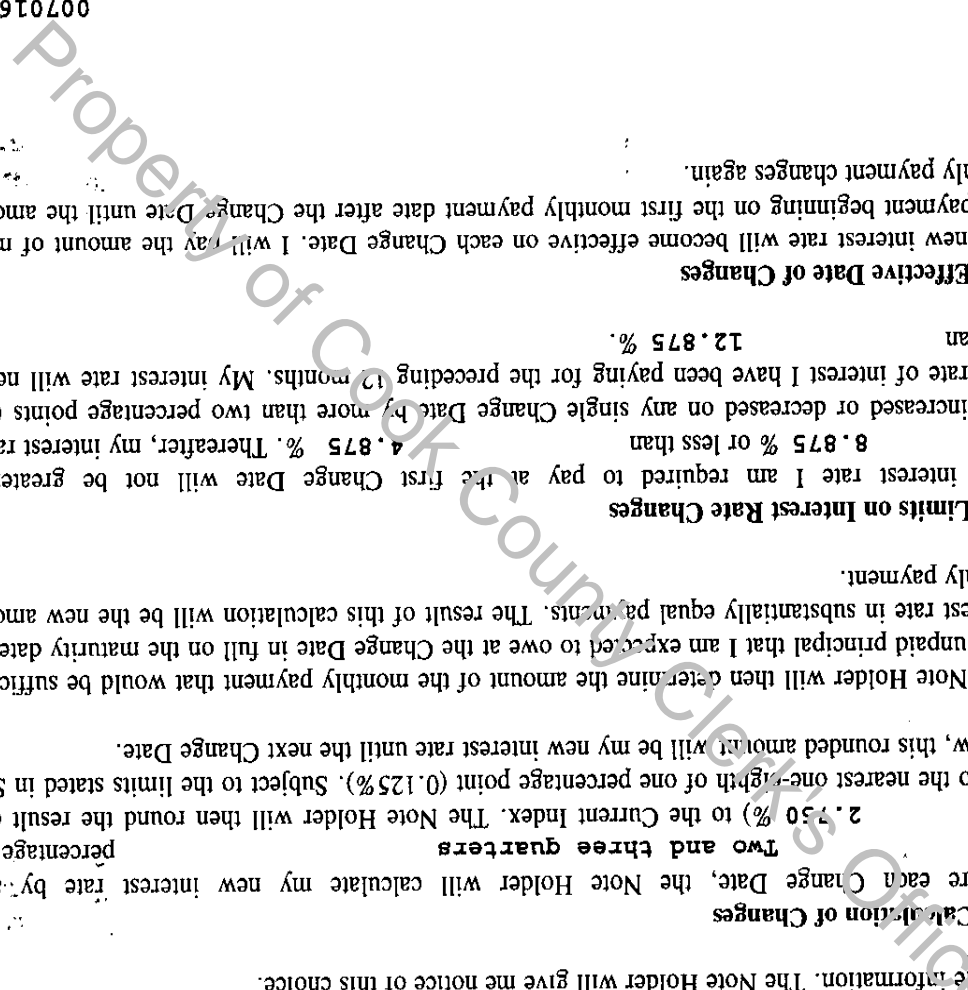 le information. The Note Holder will give me notice of this choice.
Calculation of Changes
re each Change Date, the Note Holder will calculate my new interest rate by
Two and three quarters percentage
2.750 %) to the Current Index. The Note Holder will then round the result
o the nearest one-eighth of one percentage point (0.125%). Subject to the limits stated in S
w, this rounded amount will be my new interest rate until the next Change Date.
Note Holder will then determine the amount of the monthly payment that would be suffic
unpaid principal that I am expected to owe at the Change Date in full on the maturity date
est rate in substantially equal payments. The result of this calculation will be the new amo
ly payment.
Limits on Interest Rate Changes
interest rate I am required to pay at the first Change Date will not be greate
8.875 % or less than 4.875 %. Thereafter, my interest ra
increased or decreased on any single Change Date by more than two percentage points
rate of interest I have been paying for the preceding 12 months. My interest rate will ne
an 12.875 %.
Effective Date of Changes
new interest rate will become effective on each Change Date. I will pay the amount of m
payment beginning on the first monthly payment date after the Change Date until the amo
ly payment changes again.
007016
Property of Cook County Clerk's Offic